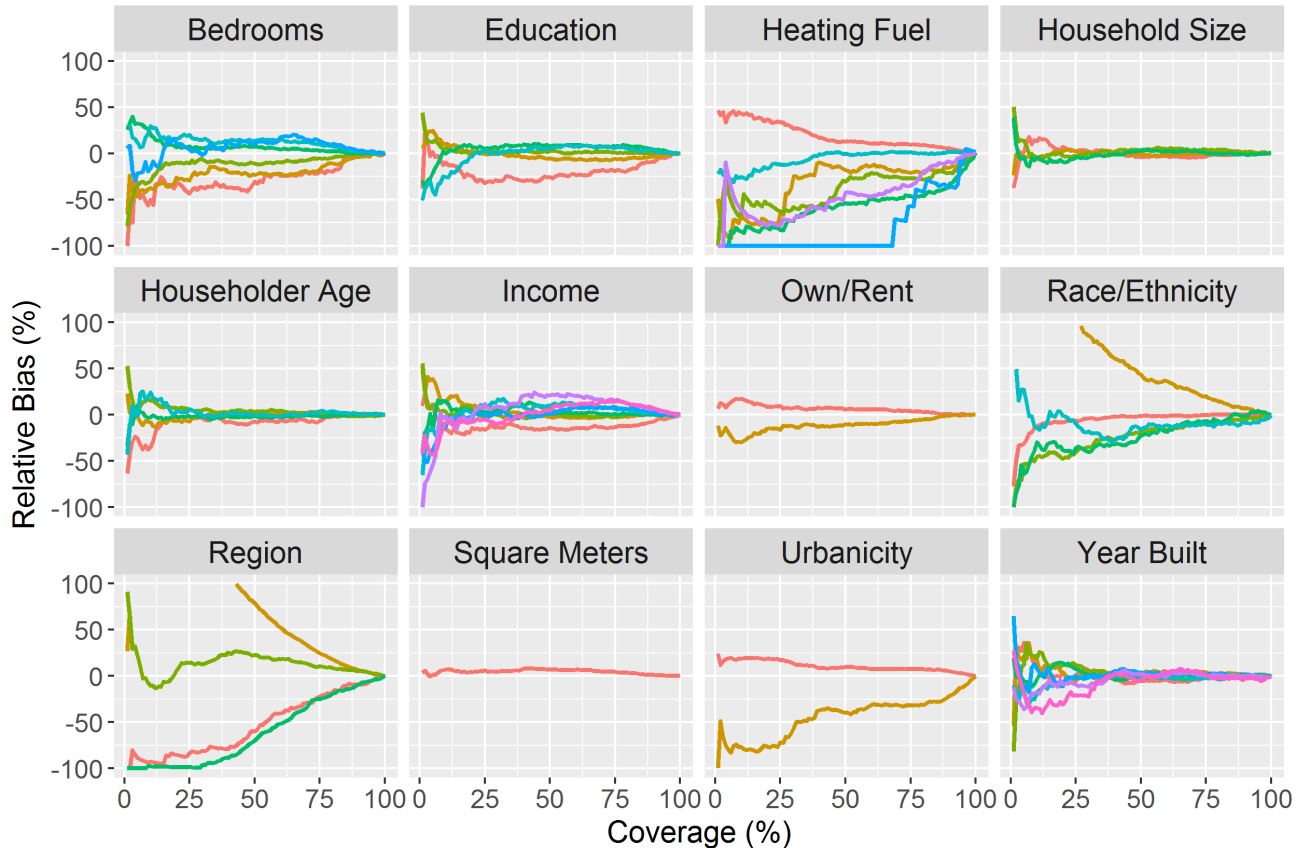 Bedrooms Education Heating Fuel Household Size
100
50
0
-50
-100
Householder Age Income Own/Rent Race/Ethnicity
100
50
0
-50
-100
Relative Bias (%)
Region Square Meters Urbanicity Year Built
100
50
0
-50
-100
0 25 50 75 100 0 25 50 75 100 0 25 50 75 100 0 25 50 75 100
Coverage (%)